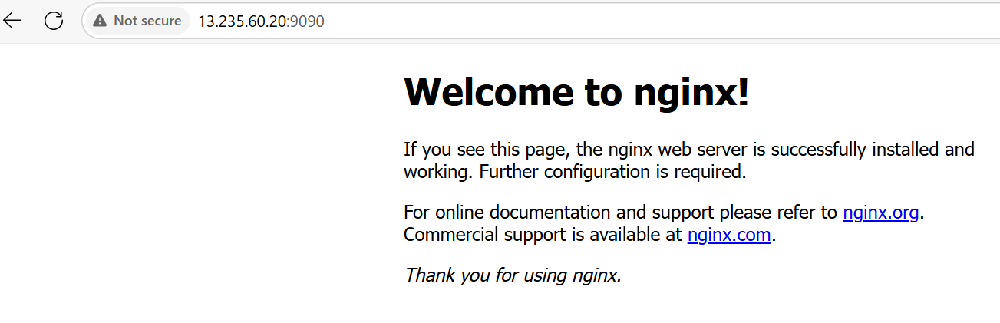 Not secure 13.235.60.20:9090
Welcome to nginx!
If you see this page, the nginx web server is successfully installed and
working. Further configuration is required.
For online documentation and support please refer to nginx.org.
Commercial support is available at nginx.com.
Thank you for using nginx.